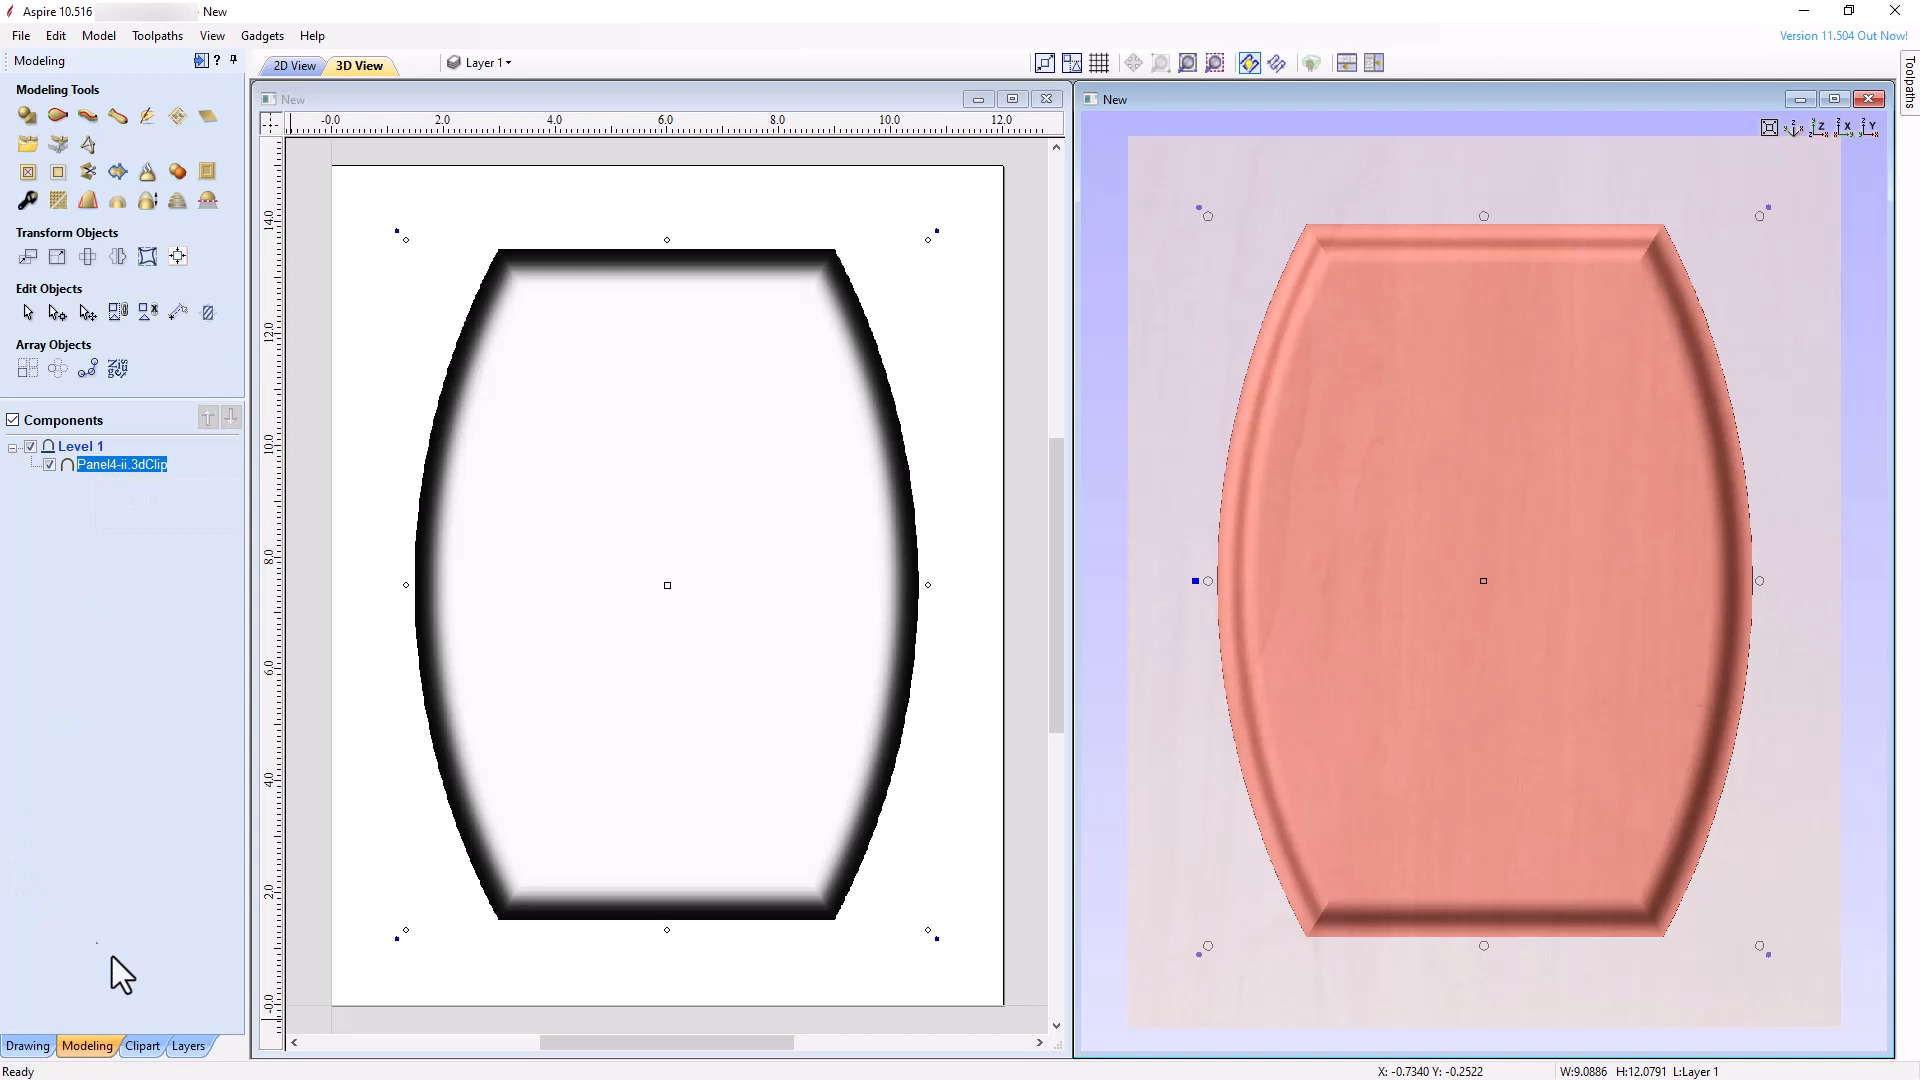 Aspire 10.516 New
File Edit Model Toolpaths View Gadgets Help
Version 11.504 Out Now!
Modeling ?
2D View 3D View Layer 1
Toolpaths
Modeling Tools
New
New
-0.0 2.0 4.0 6.0 8.0 10.0 12.0
14.0
12.0
10.0
8.0
6.0
4.0
2.0
-0.0
Transform Objects
Edit Objects
Array Objects
Components
Level 1
Panel4-ii.3dClip
Drawing Modeling Clipart Layers
Ready
X: -0.7340 Y: -0.2522
W:9.0886 H:12.0791 L:Layer 1